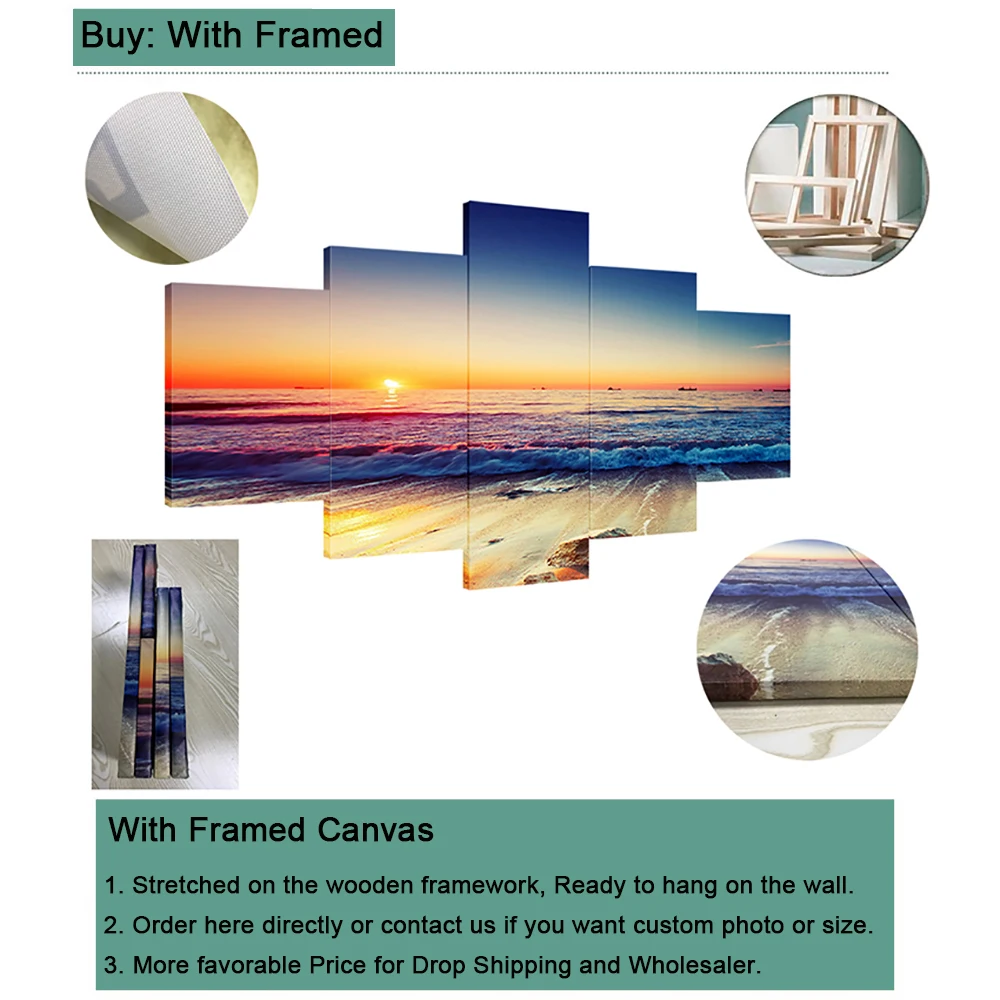 Buy: With Framed
With Framed Canvas
1. Stretched on the wooden framework, Ready to hang on the wall.
2. Order here directly or contact us if you want custom photo or size.
3. More favorable Price for Drop Shipping and Wholesaler.